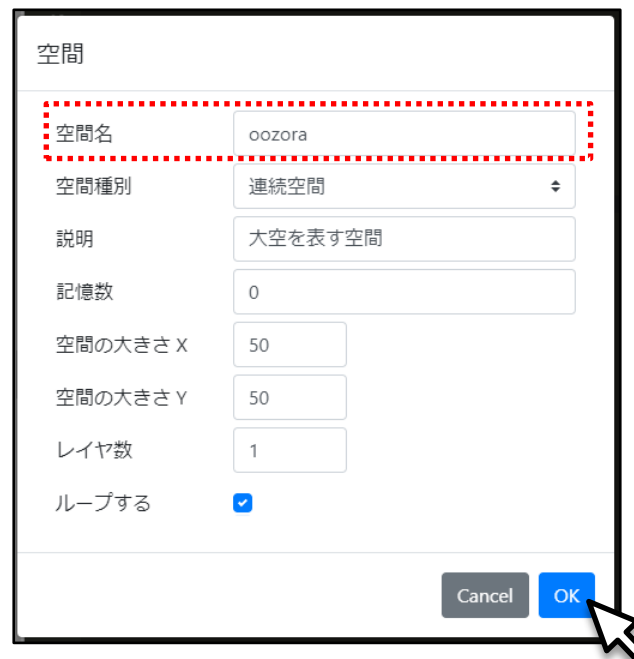 空間
空間名 oozora
空間種別 連続空間
説明 大空を表す空間
記憶数 0
空間の大きさ X 50
空間の大きさ Y 50
レイヤ数 1
ループする
Cancel OK